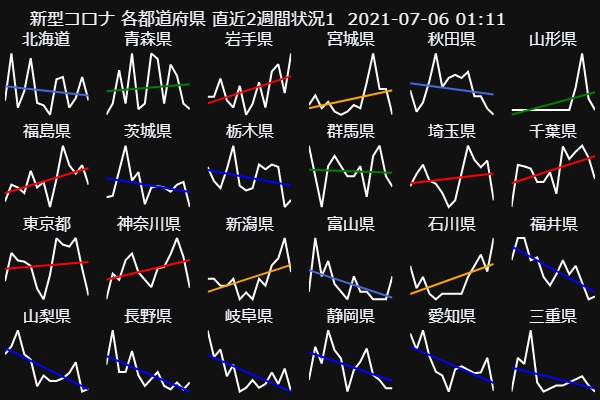 新型コロナ 各都道府県 直近2週間状況1 2021-07-06 01:11
北海道 青森県 岩手県 宮城県 秋田県 山形県
福島県 茨城県 栃木県 群馬県 埼玉県 千葉県
東京都 神奈川県 新潟県 富山県 石川県 福井県
山梨県 長野県 岐阜県 静岡県 愛知県 三重県